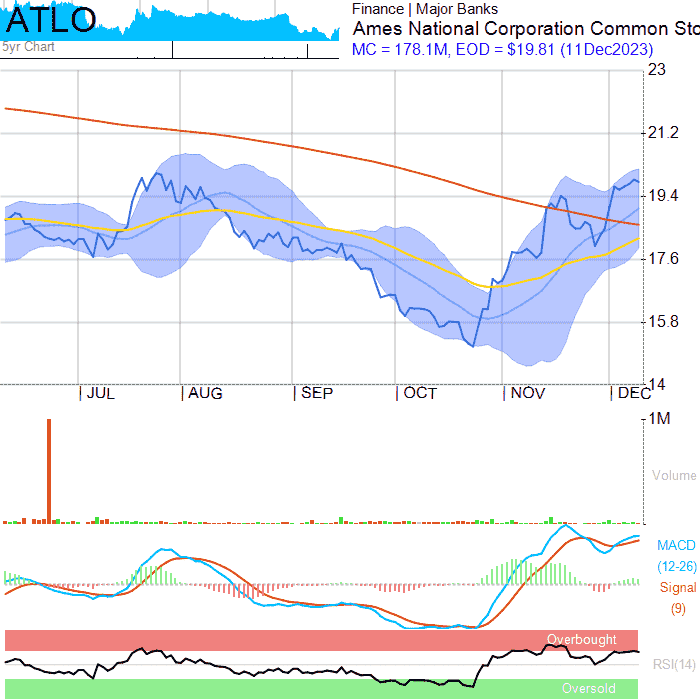 ATLO
5yr Chart
Finance | Major Banks
Ames National Corporation Common Sto
MC = 178.1M, EOD = $19.81 (11Dec2023)
23
21.2
19.4
17.6
15.8
14
JUL AUG SEP OCT NOV DEC
1M
Volume
MACD
(12-26)
Signal
(9)
Overbought
RSI(14)
Oversold